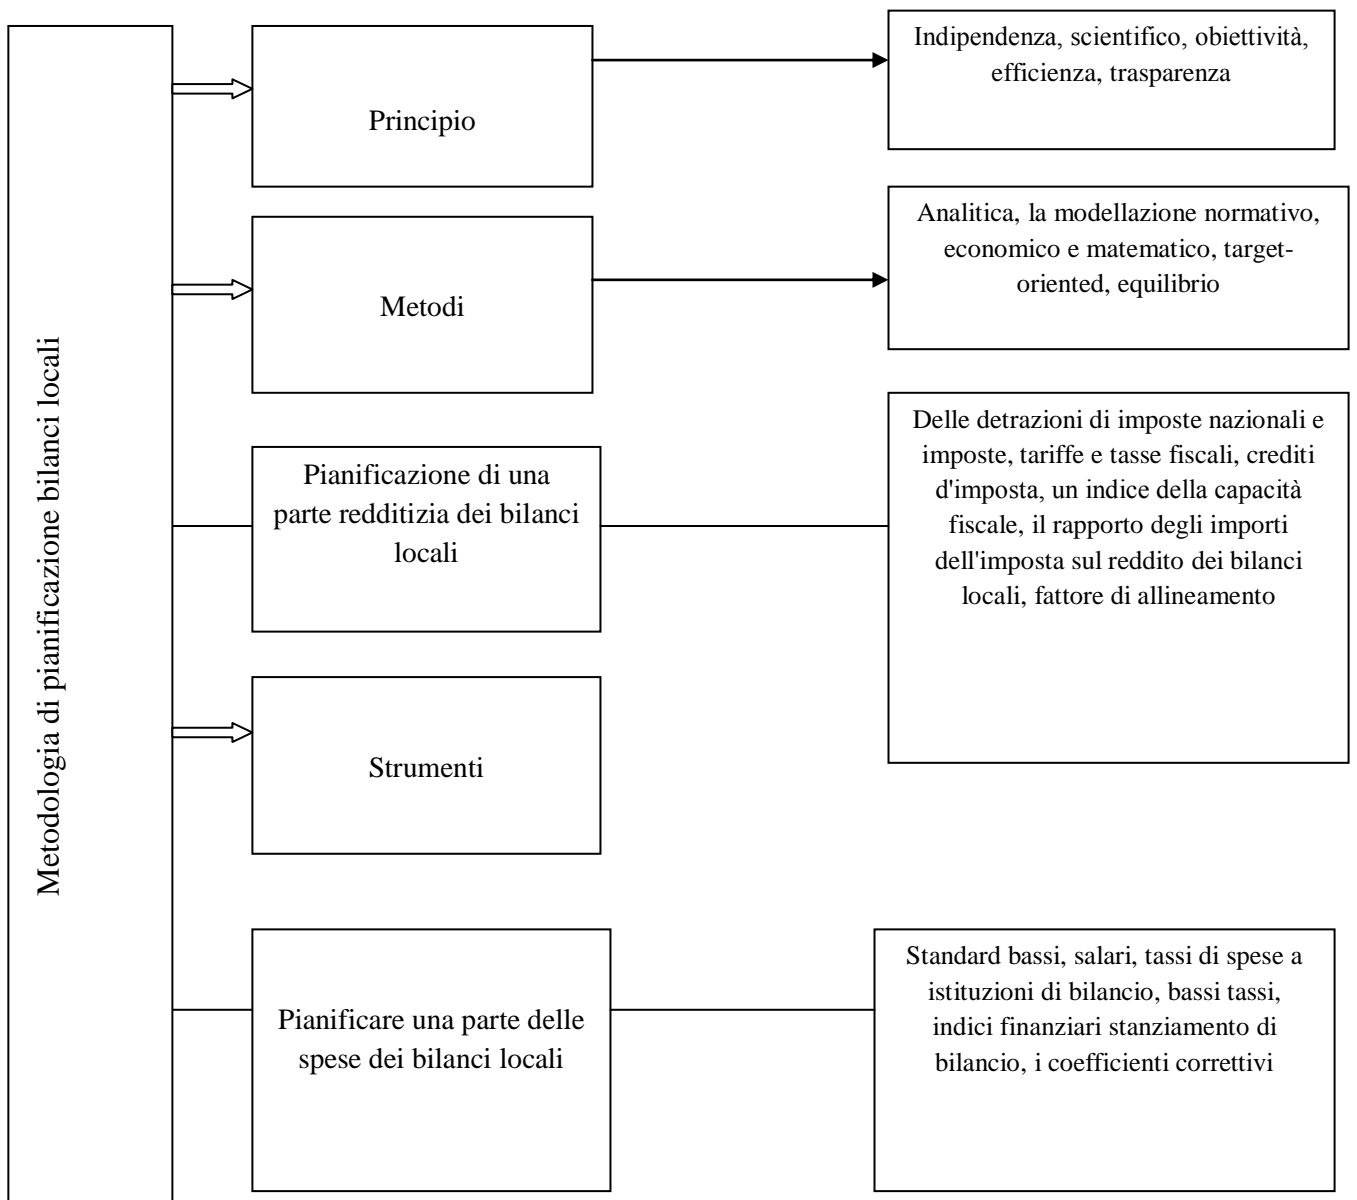 Metodologia di pianificazione bilanci locali
Principio
Indipendenza, scientifico, obiettività,
efficienza, trasparenza
Metodi
Analitica, la modellazione normativo,
economico e matematico, target-
oriented, equilibrio
Pianificazione di una
parte redditizia dei bilanci
locali
Delle detrazioni di imposte nazionali e
imposte, tariffe e tasse fiscali, crediti
d'imposta, un indice della capacità
fiscale, il rapporto degli importi
dell'imposta sul reddito dei bilanci
locali, fattore di allineamento
Strumenti
Pianificare una parte delle
spese dei bilanci locali
Standard bassi, salari, tassi di spese a
istituzioni di bilancio, bassi tassi,
indici finanziari stanziamento di
bilancio, i coefficienti correttivi